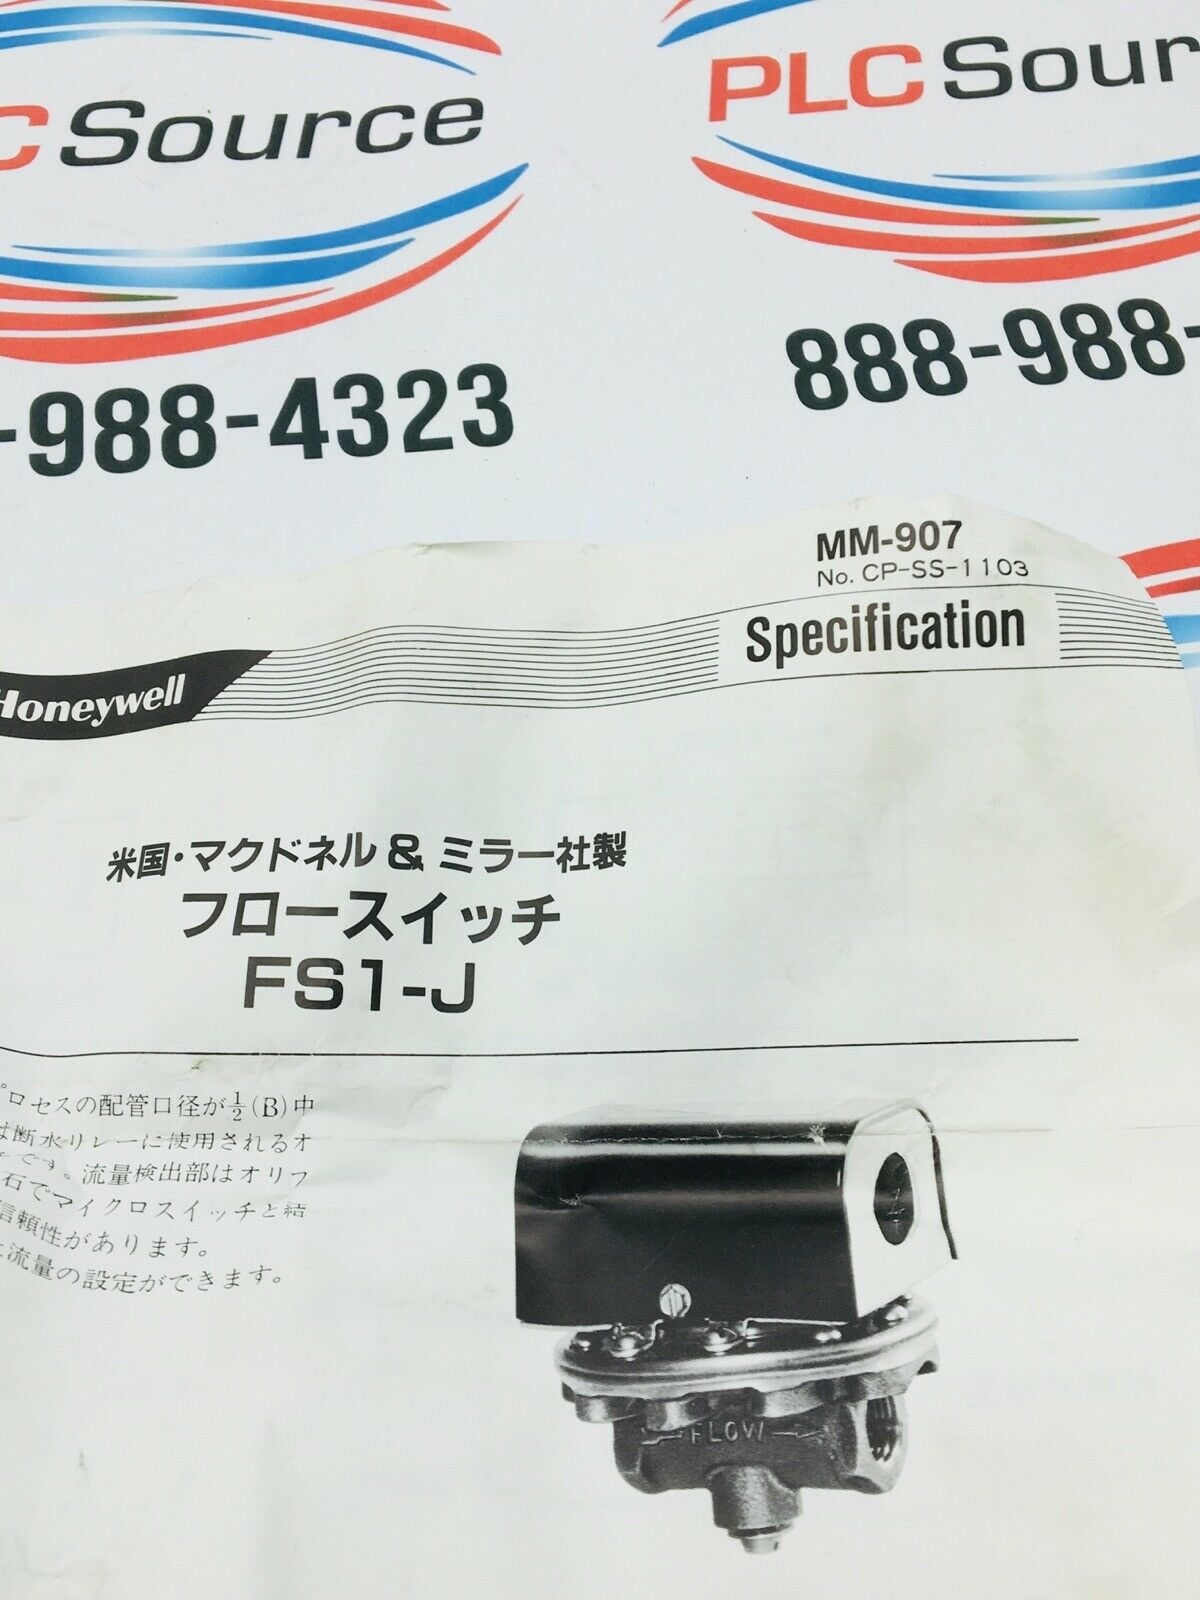 C Source
PLC Sour
-988-4323
888-988-
MM-907
No. CP-SS-1103
Specification
Honeywell
米国・マクドネル & ミラー社製
フロースイッチ
FS1-J
プロセスの配管口径が½(B)中
は断水リレーに使用されるオ
です。流量検出部はオリフ
石でマイクロスイッチと結
信頼性があります。
流量の設定ができます。
FLOW